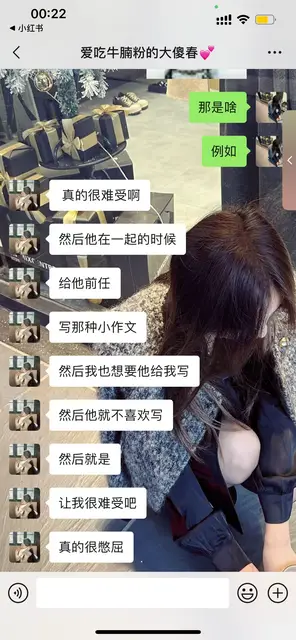 00:22
小红书
爱吃牛腩粉的大傻春💕
那是啥
例如
真的很难受啊
然后他在一起的时候
给他前任
写那种小作文
然后我也想要他给我写
然后他就不喜欢写
然后就是
让我很难受吧
真的很憋屈